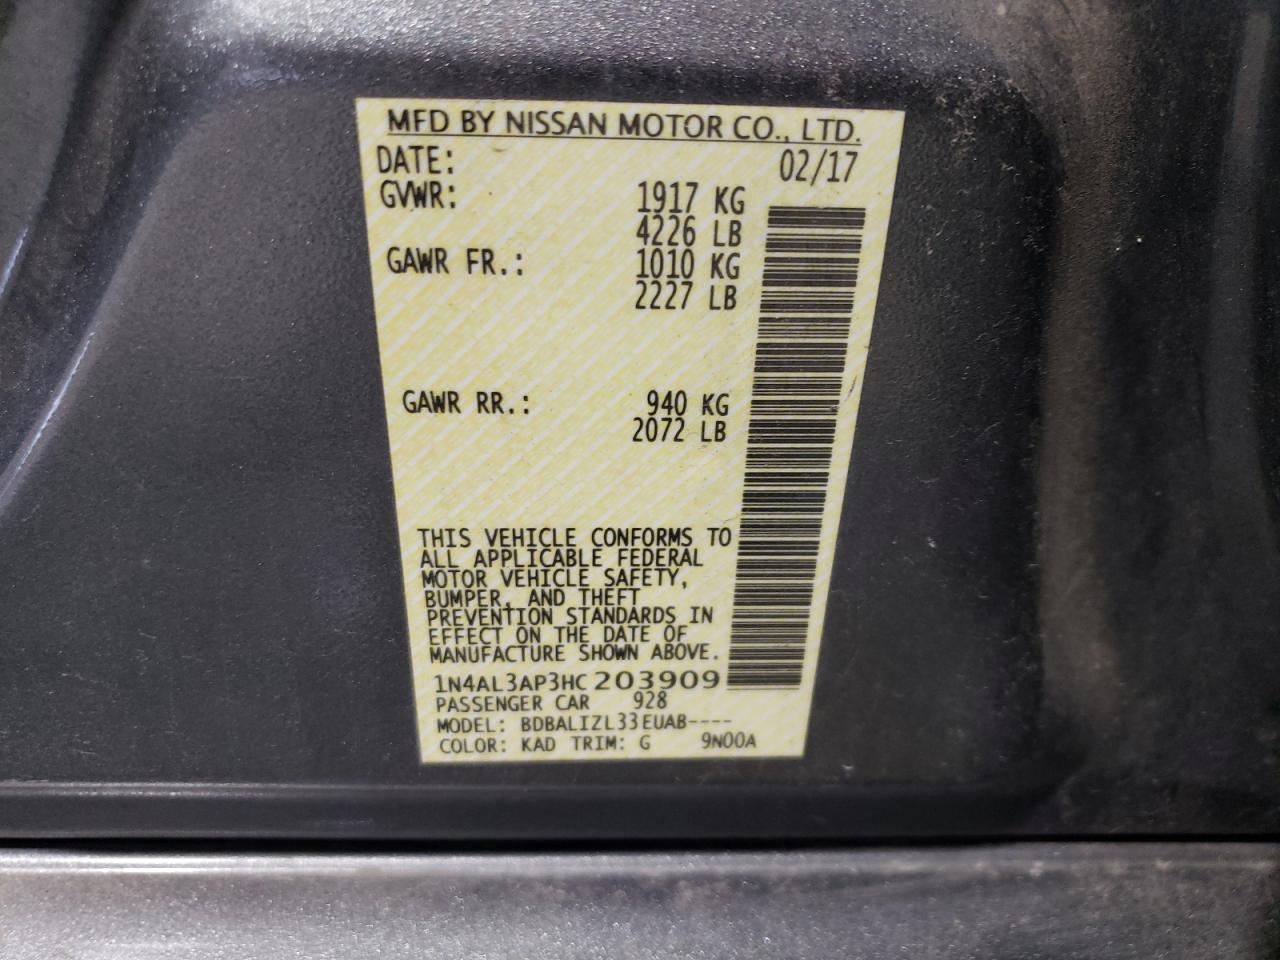 MFD BY NISSAN MOTOR CO., LTD.
DATE: 02/17
GVWR: 1917 KG
4226 LB
GAWR FR.: 1010 KG
2227 LB
GAWR RR.: 940 KG
2072 LB
THIS VEHICLE CONFORMS TO
ALL APPLICABLE FEDERAL
MOTOR VEHICLE SAFETY,
BUMPER, AND THEFT
PREVENTION STANDARDS IN
EFFECT ON THE DATE OF
MANUFACTURE SHOWN ABOVE.
1N4AL3AP3HC203909
PASSENGER CAR 928
MODEL: BDBALIZL33EUAB----
COLOR: KAD TRIM: G 9N00A